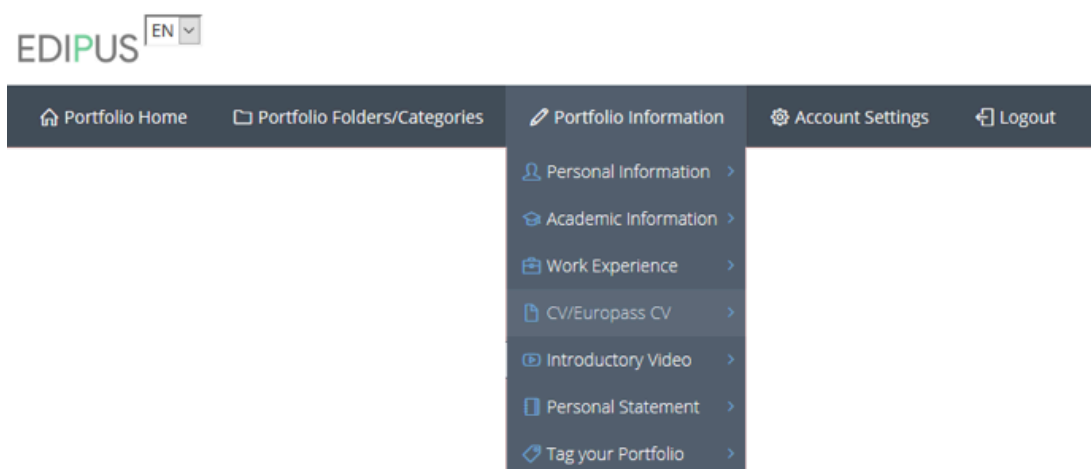 EDIPUS EN
Portfolio Home Portfolio Folders/Categories Portfolio Information Account Settings Logout
Personal Information
Academic Information
Work Experience
CV/Europass CV
Introductory Video
Personal Statement
Tag your Portfolio